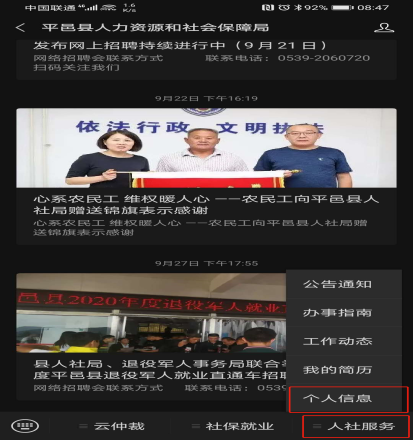 中国联通 4G 1.6 K/s 92% 08:47
平邑县人力资源和社会保障局
发布网上招聘持续进行中（9月21日）
网络招聘会联系方式 联系电话：0539-2060720
扫码关注我们
9月22日 下午16:19
依法行政 文明执法
心系农民工 维权暖人心 ——农民工向平邑县人
社局赠送锦旗表示感谢
心系农民工 维权暖人心 ——农民工向平邑县人社局赠
送锦旗表示感谢
9月27日 下午17:55
邑县2020年度退役军人就业
县人社局、退役军人事务局联合
度平邑县退役军人就业直通车招聘
网络招聘会联系方式 联系电话：053
公告通知
办事指南
工作动态
我的简历
个人信息
云仲裁
社保就业
人社服务